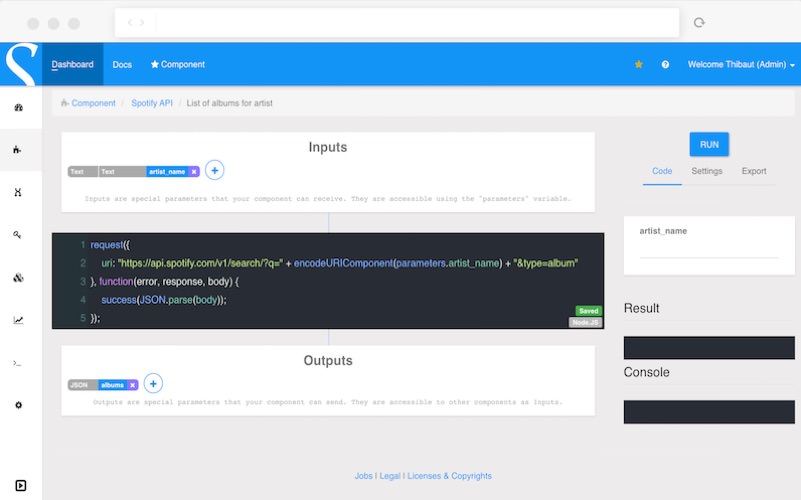 Dashboard Docs Component Welcome Thibaut (Admin)
Component / Spotify API / List of albums for artist
Inputs
Text Text artist_name ×
Inputs are special parameters that your component can receive. They are accessible using the "parameters" variable.
1 request({
2 uri: "https://api.spotify.com/v1/search/?q=" + encodeURIComponent(parameters.artist_name) + "&type=album"
3 }, function(error, response, body) {
4 success(JSON.parse(body));
5 });
Saved
Node.JS
Outputs
JSON albums ×
Outputs are special parameters that your component can send. They are accessible to other components as Inputs.
RUN
Code Settings Export
artist_name
Result
Console
Jobs | Legal | Licenses & Copyrights